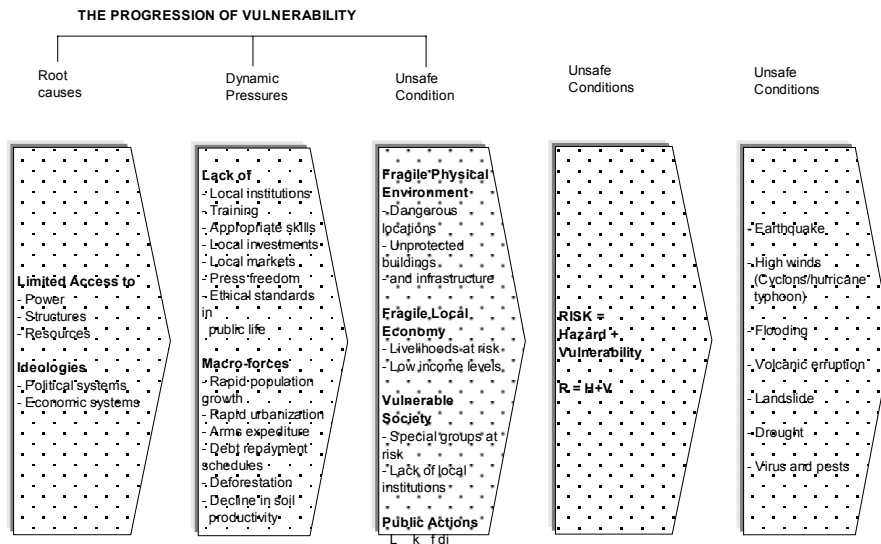 THE PROGRESSION OF VULNERABILITY
Root
causes
Dynamic
Pressures
Unsafe
Condition
Unsafe
Conditions
Unsafe
Conditions
Limited Access to
- Power
- Structures
- Resources
Ideologies
- Political systems
- Economic systems
Lack of
- Local institutions
- Training
- Appropriate skills
- Local investments
- Local markets
- Press freedom
- Ethical standards
in
public life
Macro-forces
- Rapid population
growth
- Rapid urbanization
- Arms expediture
- Debt repayment
schedules
- Deforestation
- Decline in soil
productivity
Fragile Physical
Environment
- Dangerous
locations
- Unprotected
buildings
- and infrastructure
Fragile Local
Economy
- Livelihoods at risk
- Low income levels
Vulnerable
Society
- Special groups at
risk
- Lack of local
institutions
Public Actions
RISK =
Hazard +
Vulnerability
R = H+V
- Earthquake
- High winds
(Cyclons/hurricane
typhoon)
- Flooding
- Volcanic erruption
- Landslide
- Drought
- Virus and pests